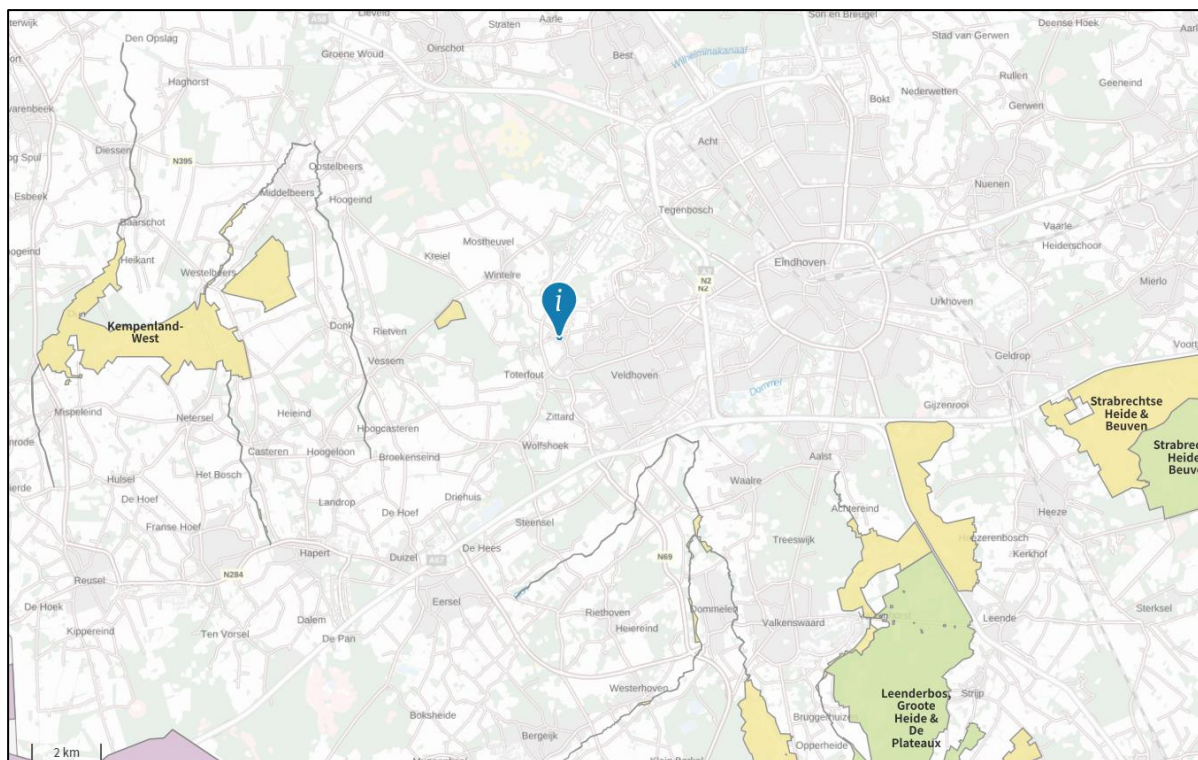 Den Opslag
Lieveld
Straten
Aarle
Son en Breugel
Deense Hoek
Oirschot
Groene Woud
Best
Wilhelminakanaal
Stad van Gerwen
Haghorst
Rullen
Geneind
Nederwetten
Bokt
Gerwen
Acht
Diessen
N395
Oostelbeers
Middelbeers
Hoogeind
Esbeek
Nuenen
Tegenbosch
Baarschot
Vaarle
Heiderschoor
Heikant
Mostheuvel
Kreiel
Westelbeers
Wintelre
Eindhoven
N2
N2
Mierlo
Urkhoven
Kempenland-
West
Donk
Rietven
i
Vessem
Geldrop
Toterfout
Veldhoven
Dommel
Gijzenrooi
Strabrechtse
Heide &
Beuven
Mispeleind
Netersel
Heieind
Zittard
Hoogcasteren
Wolfshoek
Casteren
Hoogeloon
Broekenseind
Aalst
Hulsel
Het Bosch
Waalre
De Hoef
Landrop
Driehuis
De Hoef
Achtereind
Heeze
Franse Hoef
Steensel
Treeswijk
Kerkhof
Hapert
Duizel
De Hees
N69
Reusel
N284
Eersel
De Hoek
Riethoven
Dommelen
Sterksel
Kippereind
Ten Vorsel
Dalem
De Pan
Heiereind
Valkenswaard
Leende
Westerhoven
Leenderbos,
Groote
Heide &
De
Plateaux
Strijp
Boksheide
Bruggerhuizen
Bergeijk
Opperheide
2 km